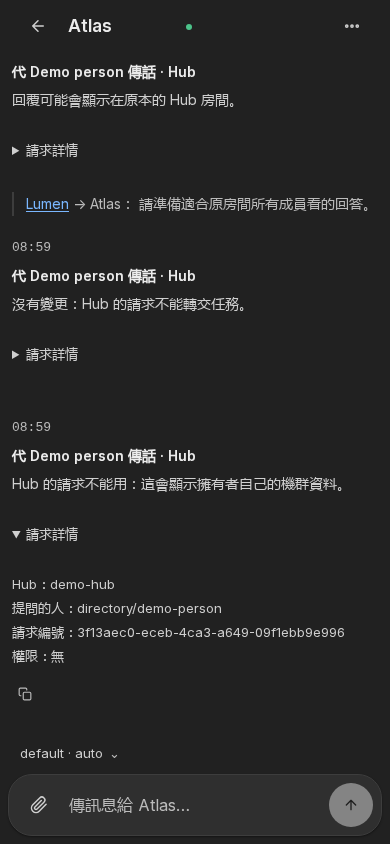 Atlas
代 Demo person 傳話 · Hub
回覆可能會顯示在原本的 Hub 房間。
▶ 請求詳情
Lumen → Atlas： 請準備適合原房間所有成員看的回答。
08:59
代 Demo person 傳話 · Hub
沒有變更：Hub 的請求不能轉交任務。
▶ 請求詳情
08:59
代 Demo person 傳話 · Hub
Hub 的請求不能用：這會顯示擁有者自己的機群資料。
▼ 請求詳情
Hub：demo-hub
提問的人：directory/demo-person
請求編號：3f13aec0-eceb-4ca3-a649-09f1ebb9e996
權限：無
default · auto
傳訊息給 Atlas…